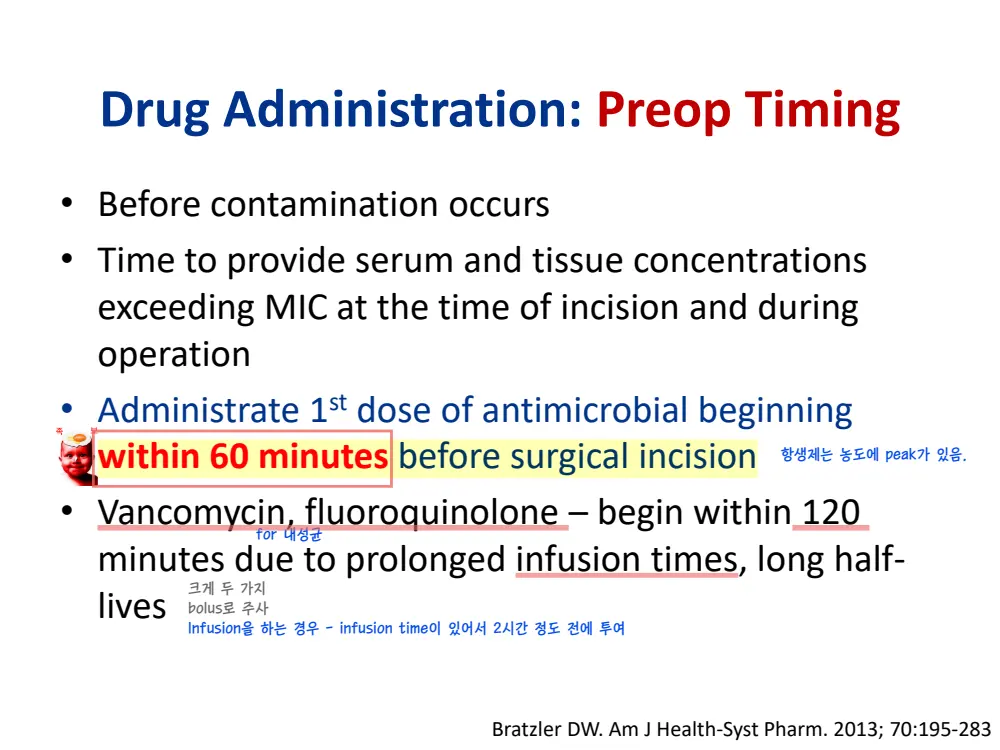 Drug Administration: Preop Timing
• Before contamination occurs
• Time to provide serum and tissue concentrations
exceeding MIC at the time of incision and during
operation
• Administrate 1st dose of antimicrobial beginning
within 60 minutes before surgical incision 항생제는 농도에 peak가 있음.
• Vancomycin, fluoroquinolone – begin within 120
for 내성균
minutes due to prolonged infusion times, long half-
lives
크게 두 가지
bolus로 주사
Infusion을 하는 경우 - infusion time이 있어서 2시간 정도 전에 투여
Bratzler DW. Am J Health-Syst Pharm. 2013; 70:195-283